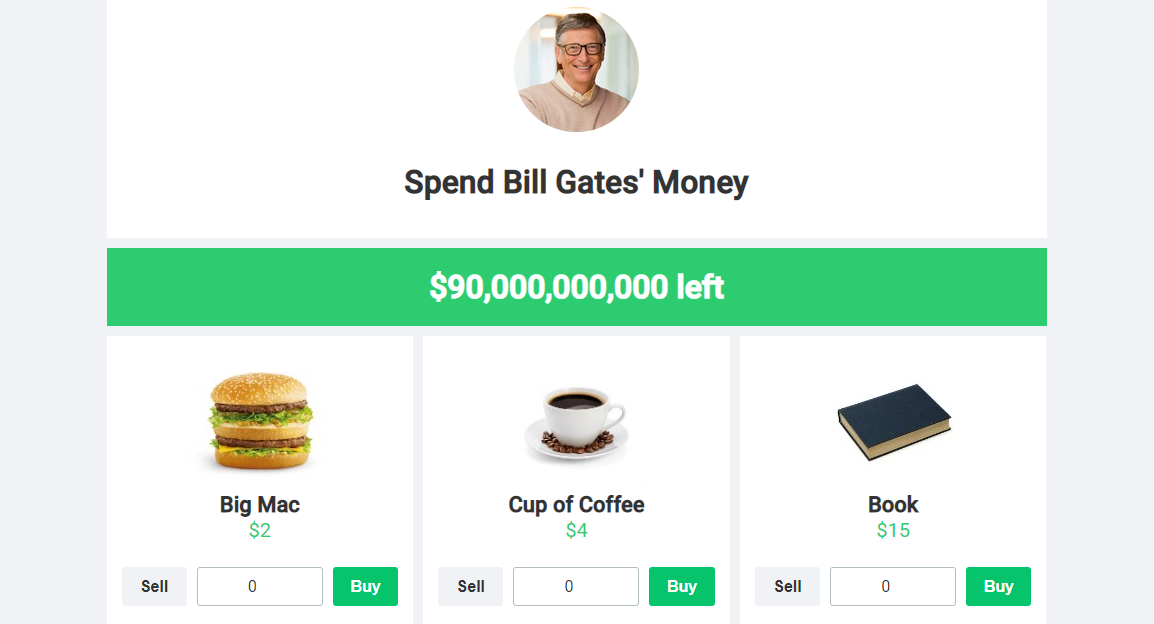 Spend Bill Gates' Money
$90,000,000,000 left
Big Mac
$2
Sell 0 Buy
Cup of Coffee
$4
Sell 0 Buy
Book
$15
Sell 0 Buy